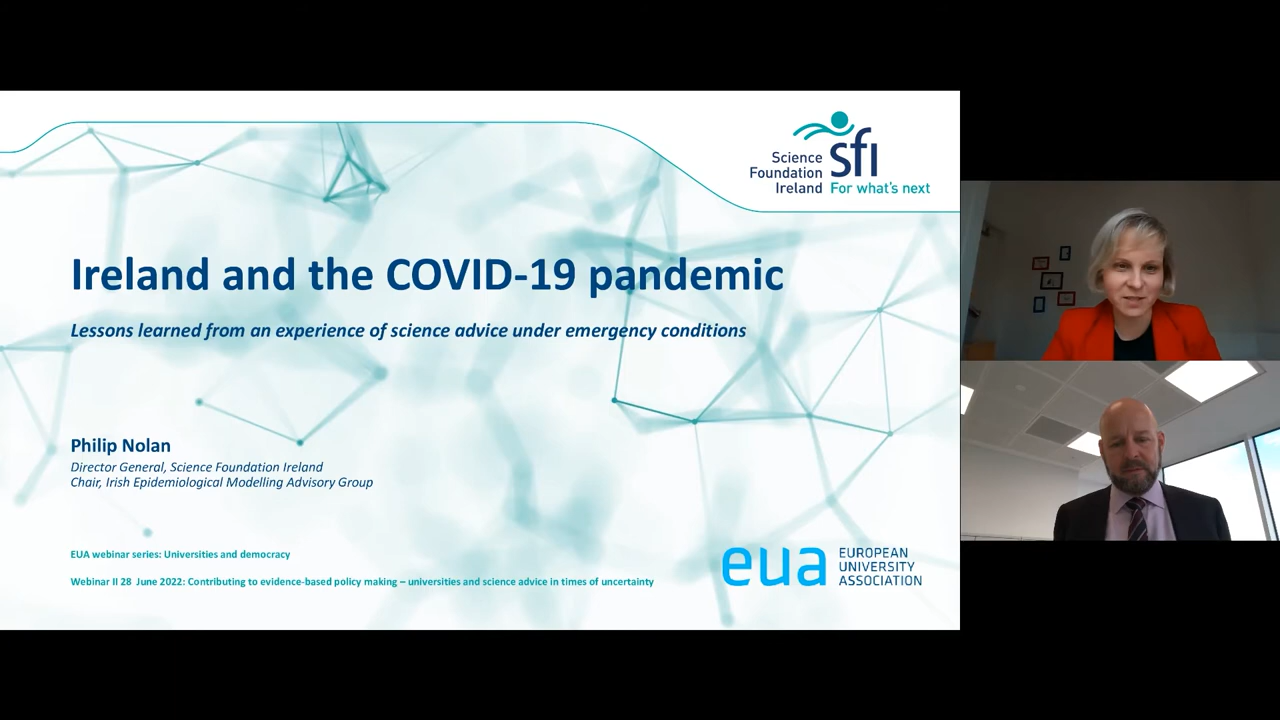 Science
Foundation
Ireland
sfi
For what's next
Ireland and the COVID-19 pandemic
Lessons learned from an experience of science advice under emergency conditions
Philip Nolan
Director General, Science Foundation Ireland
Chair, Irish Epidemiological Modelling Advisory Group
EUA webinar series: Universities and democracy
Webinar II 28 June 2022: Contributing to evidence-based policy making – universities and science advice in times of uncertainty
eua
EUROPEAN
UNIVERSITY
ASSOCIATION